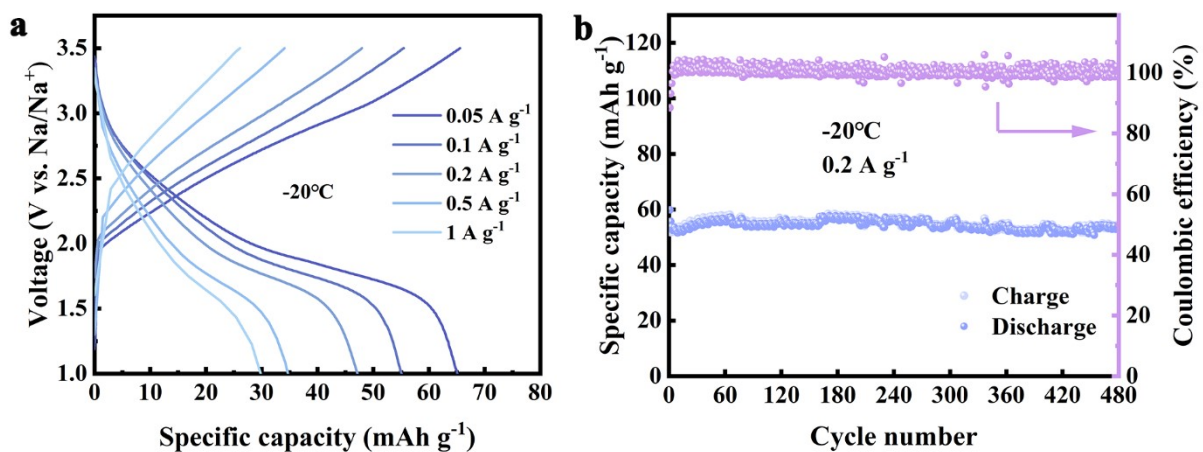 a
3.5
3.0
2.5
2.0
1.5
1.0
Voltage (V vs. Na/Na⁺)
0.05 A g⁻¹
0.1 A g⁻¹
0.2 A g⁻¹
0.5 A g⁻¹
1 A g⁻¹
-20°C
0 10 20 30 40 50 60 70 80
Specific capacity (mAh g⁻¹)
b
120
100
80
60
40
20
0
Specific capacity (mAh g⁻¹)
-20°C
0.2 A g⁻¹
Charge
Discharge
100
80
60
40
20
0
Coulombic efficiency (%)
0 60 120 180 240 300 360 420 480
Cycle number